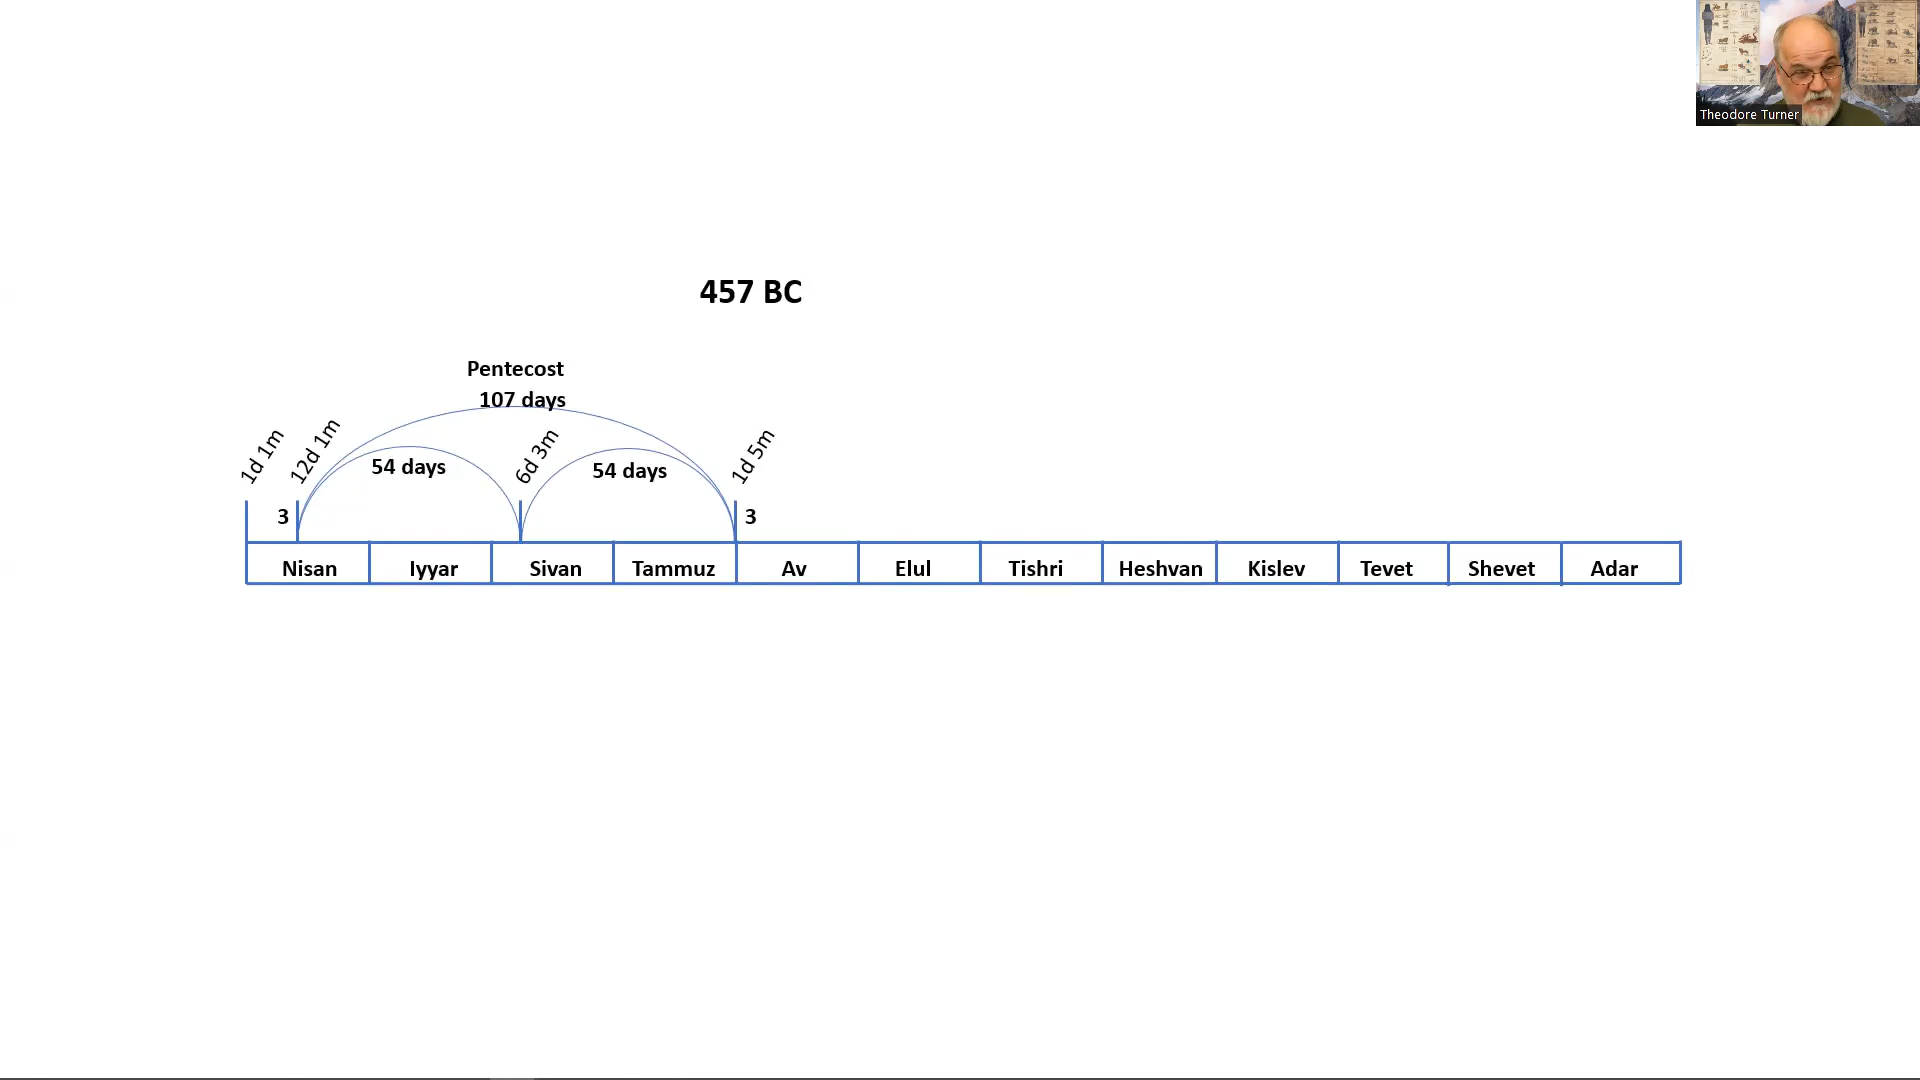 Theodore Turner
457 BC
Pentecost
107 days
1d 1m
12d 1m
54 days
6d 3m
54 days
1d 5m
3
3
Nisan Iyyar Sivan Tammuz Av Elul Tishri Heshvan Kislev Tevet Shevet Adar